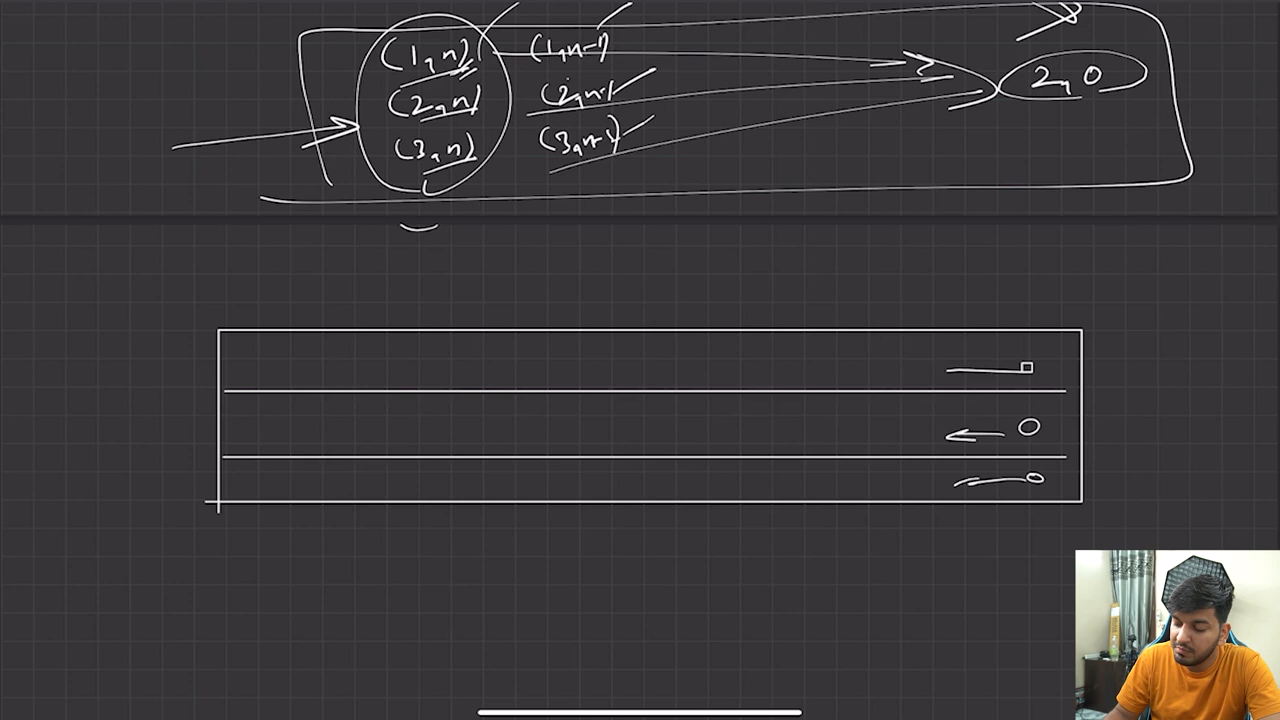 (1,n) (1,n-1)
(2,n) (2,n-1) 2,0
(3,n) (3,n-1)